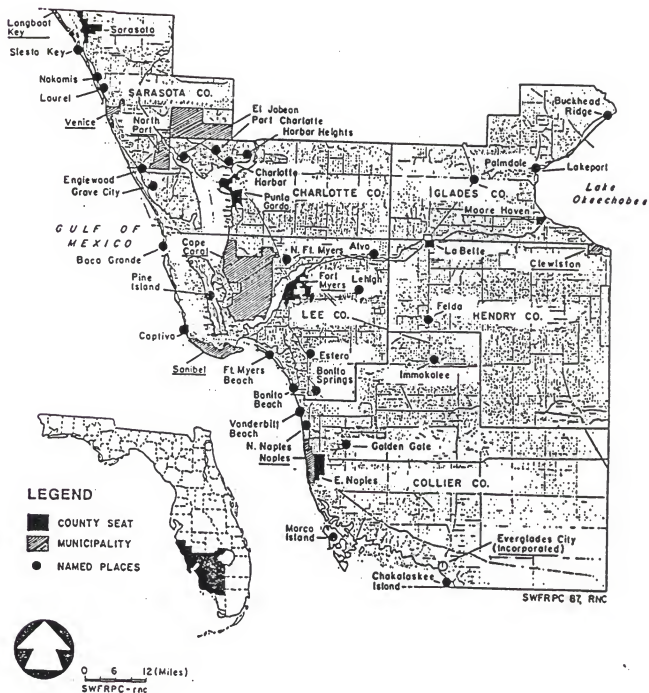 Longboat
Key
Sarasota
Siesta Key
Nokomis
Laurel
SARASOTA CO.
Venice
North
Port
El Jobean
Port Charlotte
Harbor Heights
Buckhead
Ridge
Englewood
Grove City
Charlotte
Harbor
Punta
Gorda
CHARLOTTE CO.
Palmdale
GLADES CO.
Lakeport
Lake
Okeechobee
Moore Haven
GULF OF
MEXICO
Boca Grande
Cape
Coral
N. Ft. Myers
Alva
La Belle
Clewiston
Pine
Island
Fort
Myers
Lehigh
LEE CO.
Felda
HENDRY CO.
Captiva
Sanibel
Ft. Myers
Beach
Estero
Bonita
Springs
Immokalee
Bonita
Beach
Vanderbilt
Beach
N. Naples
Naples
Golden Gate
E. Naples
COLLIER CO.
Marco
Island
Everglades City
(Incorporated)
Chakalaskee
Island
SWFRPC 87, RNC
LEGEND
COUNTY SEAT
MUNICIPALITY
NAMED PLACES
0 6 12 (Miles)
SWFRPC-rnc